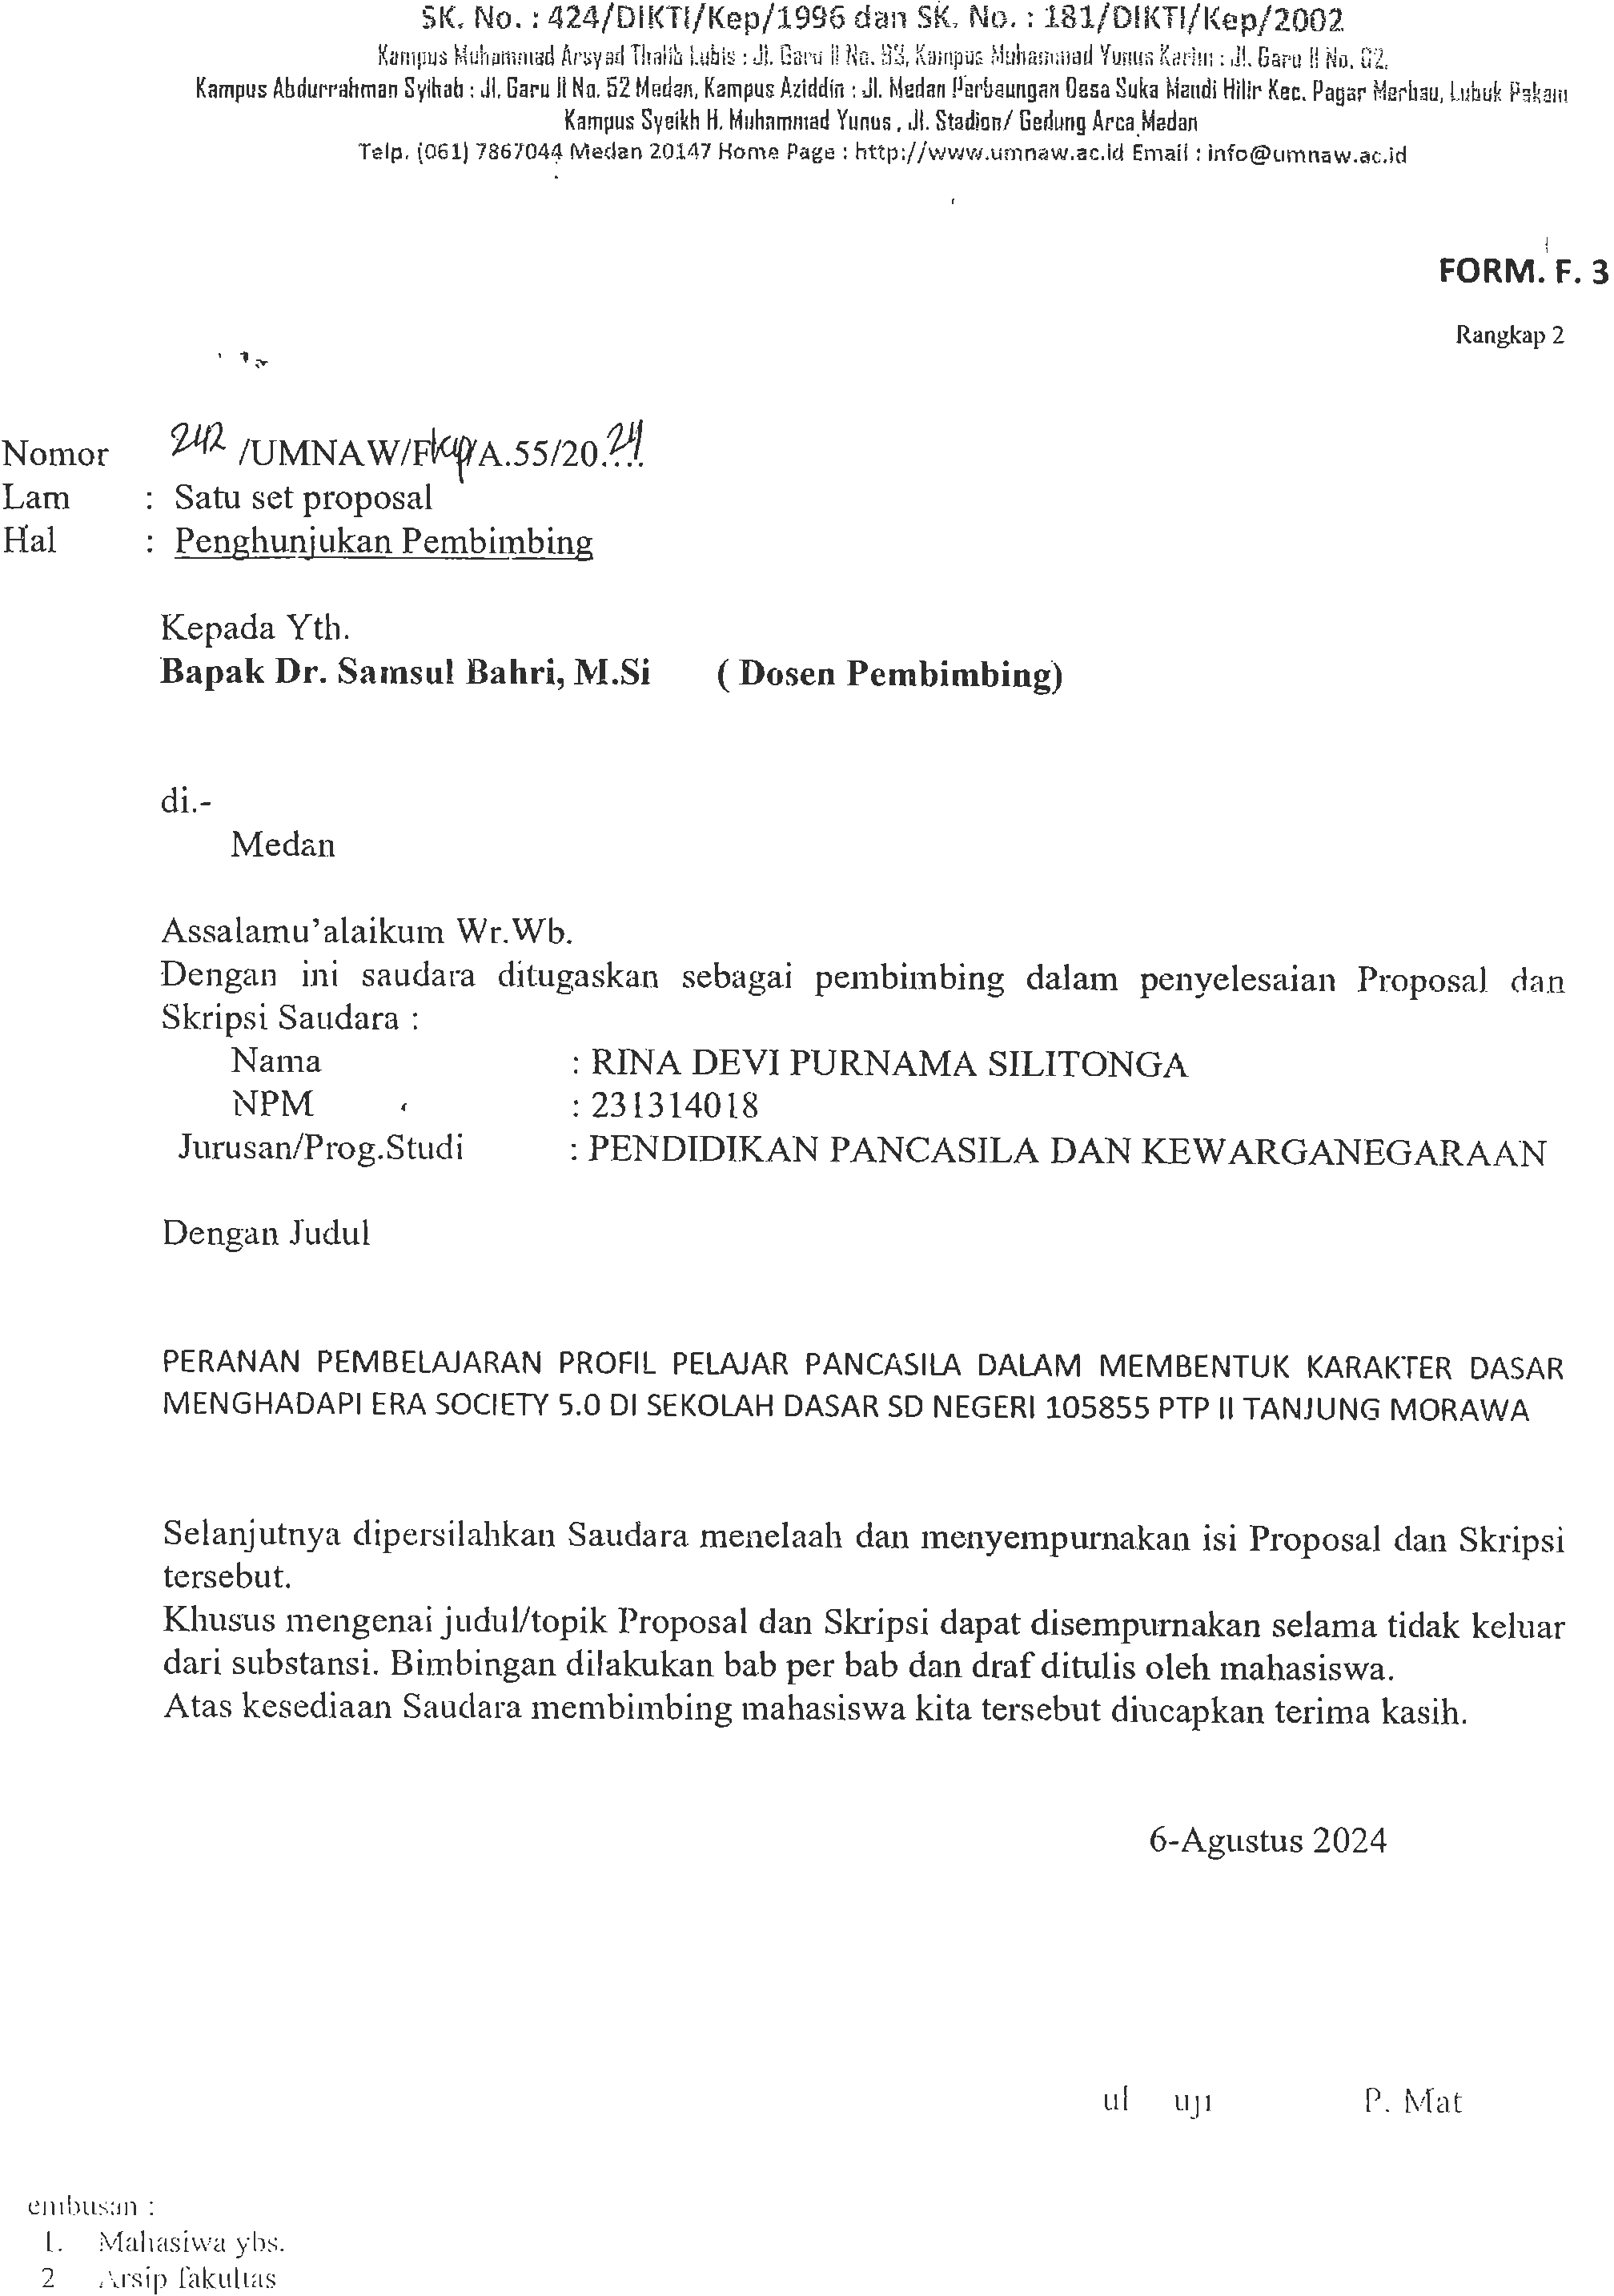 SK. No. : 424/DIKTI/Kep/1996 dan SK. No. : 181/DIKTI/Kep/2002
Kampus Muhammad Arsyad Thalib Lubis : Jl. Garu II No. 93, Kampus Muhammad Yunus Karim : Jl. Garu II No. 02,
Kampus Abdurrahman Syihab : Jl. Garu II No. 52 Medan, Kampus Aziddin : Jl. Medan Perbaungan Desa Suka Mandi Hilir Kec. Pagar Merbau, Lubuk Pakam
Kampus Syeikh H. Muhammad Yunus, Jl. Stadion/ Gedung Arca Medan
Telp. (061) 7867044 Medan 20147 Home Page : http://www.umnaw.ac.id Email : info@umnaw.ac.id
FORM. F. 3
Rangkap 2
Nomor 242 /UMNAW/Fkip/A.55/20.24
Lam : Satu set proposal
Hal : Penghunjukan Pembimbing
Kepada Yth.
Bapak Dr. Samsul Bahri, M.Si ( Dosen Pembimbing)
di.-
Medan
Assalamu’alaikum Wr.Wb.
Dengan ini saudara ditugaskan sebagai pembimbing dalam penyelesaian Proposal dan
Skripsi Saudara :
Nama : RINA DEVI PURNAMA SILITONGA
NPM : 231314018
Jurusan/Prog.Studi : PENDIDIKAN PANCASILA DAN KEWARGANEGARAAN
Dengan Judul
PERANAN PEMBELAJARAN PROFIL PELAJAR PANCASILA DALAM MEMBENTUK KARAKTER DASAR
MENGHADAPI ERA SOCIETY 5.0 DI SEKOLAH DASAR SD NEGERI 105855 PTP II TANJUNG MORAWA
Selanjutnya dipersilahkan Saudara menelaah dan menyempurnakan isi Proposal dan Skripsi
tersebut.
Khusus mengenai judul/topik Proposal dan Skripsi dapat disempurnakan selama tidak keluar
dari substansi. Bimbingan dilakukan bab per bab dan draf ditulis oleh mahasiswa.
Atas kesediaan Saudara membimbing mahasiswa kita tersebut diucapkan terima kasih.
6-Agustus 2024
P. Mat
embusan :
1. Mahasiwa ybs.
2 Arsip fakultas